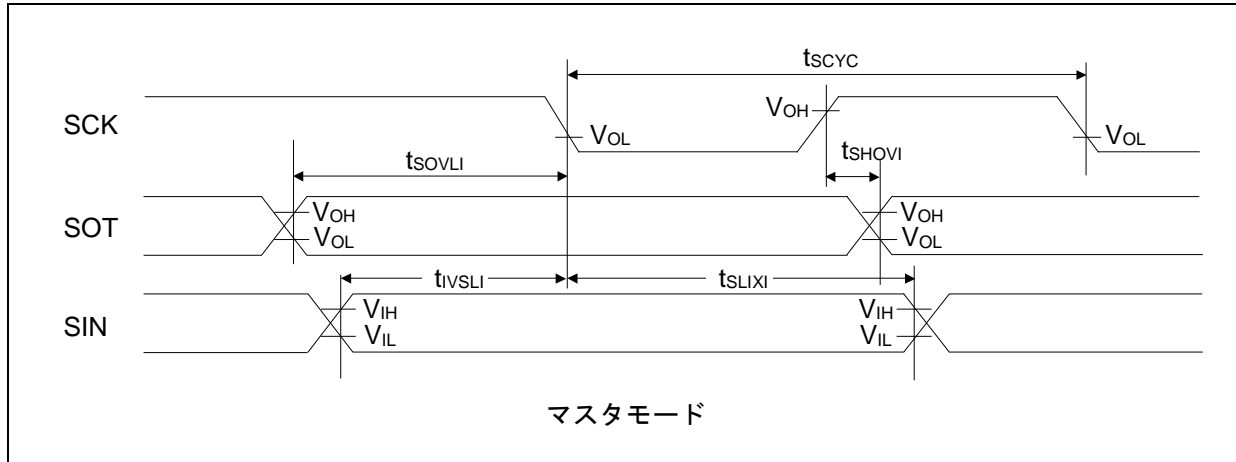 tSCYC
SCK
VOH
VOL
VOL
tSOVLI
tSHOVI
SOT
VOH
VOL
VOH
VOL
tIVSLI
tSLIXI
SIN
VIH
VIL
VIH
VIL
マスタモード